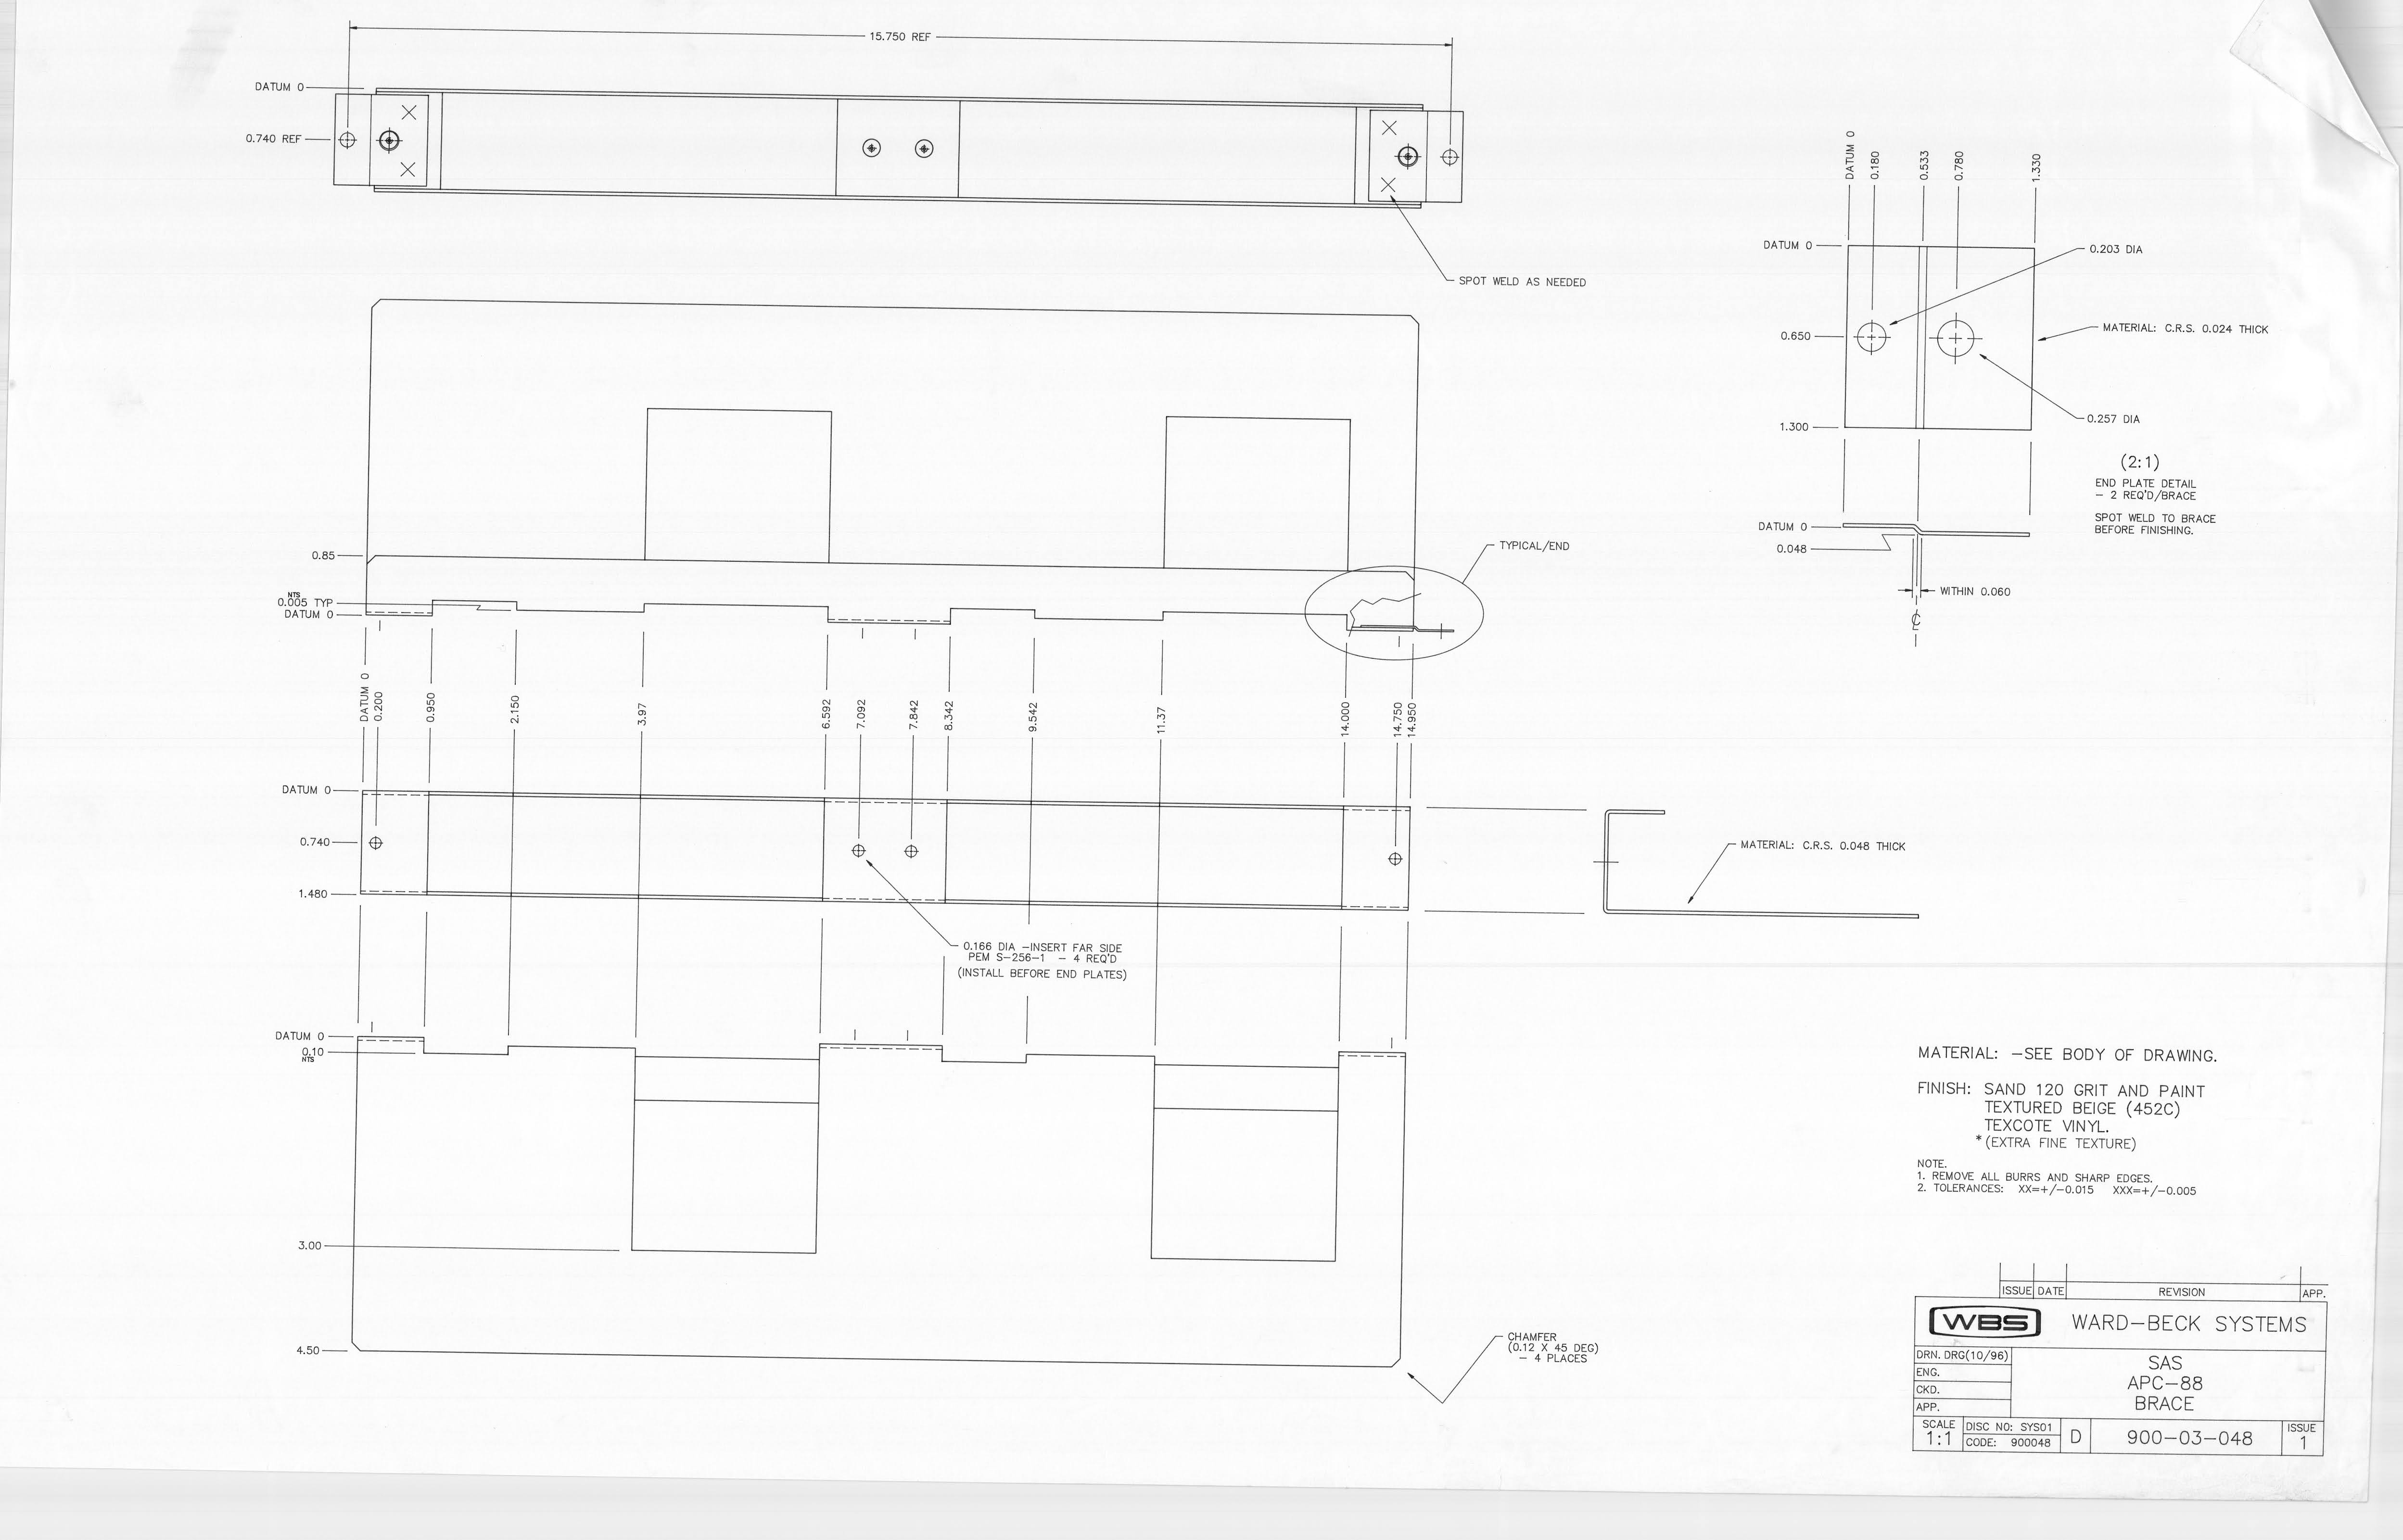 15.750 REF
DATUM 0
0.740 REF
SPOT WELD AS NEEDED
DATUM 0
0.180
0.533
0.780
1.330
DATUM 0
0.203 DIA
0.650
MATERIAL: C.R.S. 0.024 THICK
0.257 DIA
1.300
(2:1)
END PLATE DETAIL
- 2 REQ'D/BRACE
SPOT WELD TO BRACE
BEFORE FINISHING.
DATUM 0
0.048
WITHIN 0.060
℄
0.85
TYPICAL/END
NTS
0.005 TYP
DATUM 0
DATUM 0
0.200
0.950
2.150
3.97
6.592
7.092
7.842
8.342
9.542
11.37
14.000
14.750
14.950
DATUM 0
0.740
1.480
MATERIAL: C.R.S. 0.048 THICK
0.166 DIA -INSERT FAR SIDE
PEM S-256-1 - 4 REQ'D
(INSTALL BEFORE END PLATES)
DATUM 0
0.10
NTS
3.00
4.50
CHAMFER
(0.12 X 45 DEG)
- 4 PLACES
MATERIAL: -SEE BODY OF DRAWING.
FINISH: SAND 120 GRIT AND PAINT
TEXTURED BEIGE (452C)
TEXCOTE VINYL.
*(EXTRA FINE TEXTURE)
NOTE.
1. REMOVE ALL BURRS AND SHARP EDGES.
2. TOLERANCES: XX=+/-0.015 XXX=+/-0.005
ISSUE DATE REVISION APP.
WBS WARD-BECK SYSTEMS
DRN. DRG(10/96)
ENG.
CKD.
APP.
SAS
APC-88
BRACE
SCALE
1:1
DISC NO: SYS01
CODE: 900048
D
900-03-048
ISSUE
1